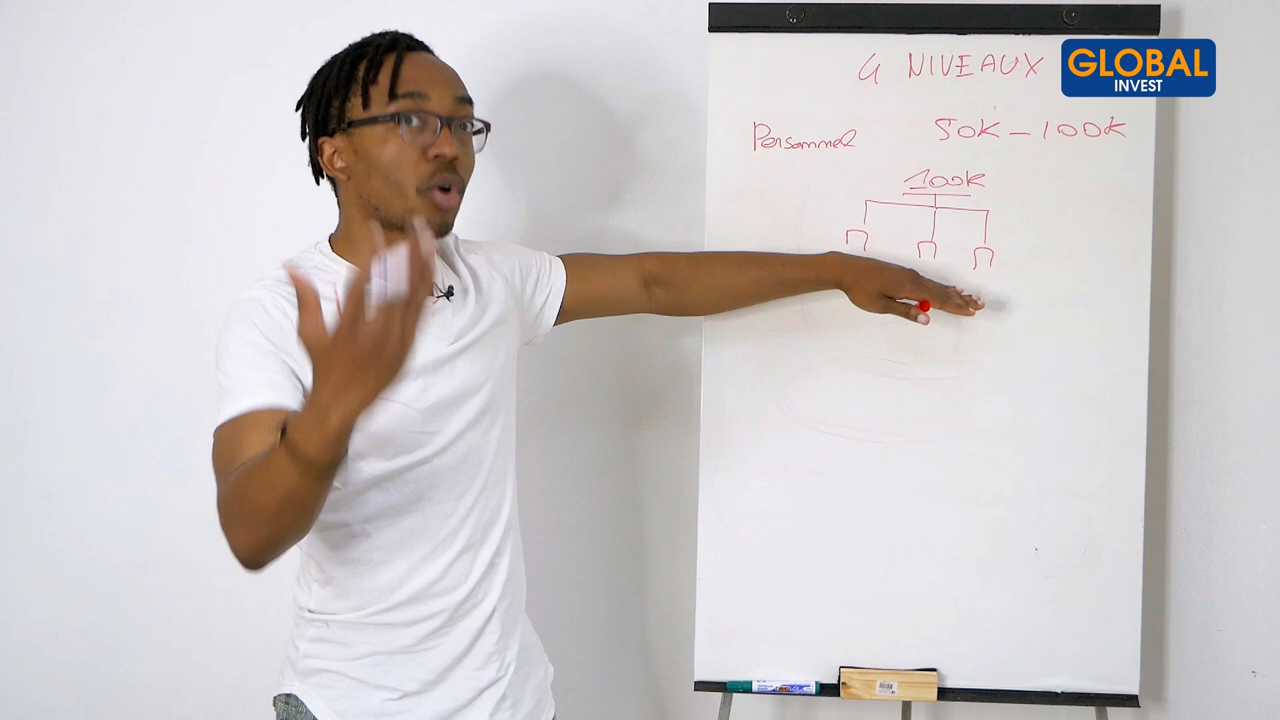 4 NIVEAUX
GLOBAL
INVEST
Personnel 50K - 100K
100K